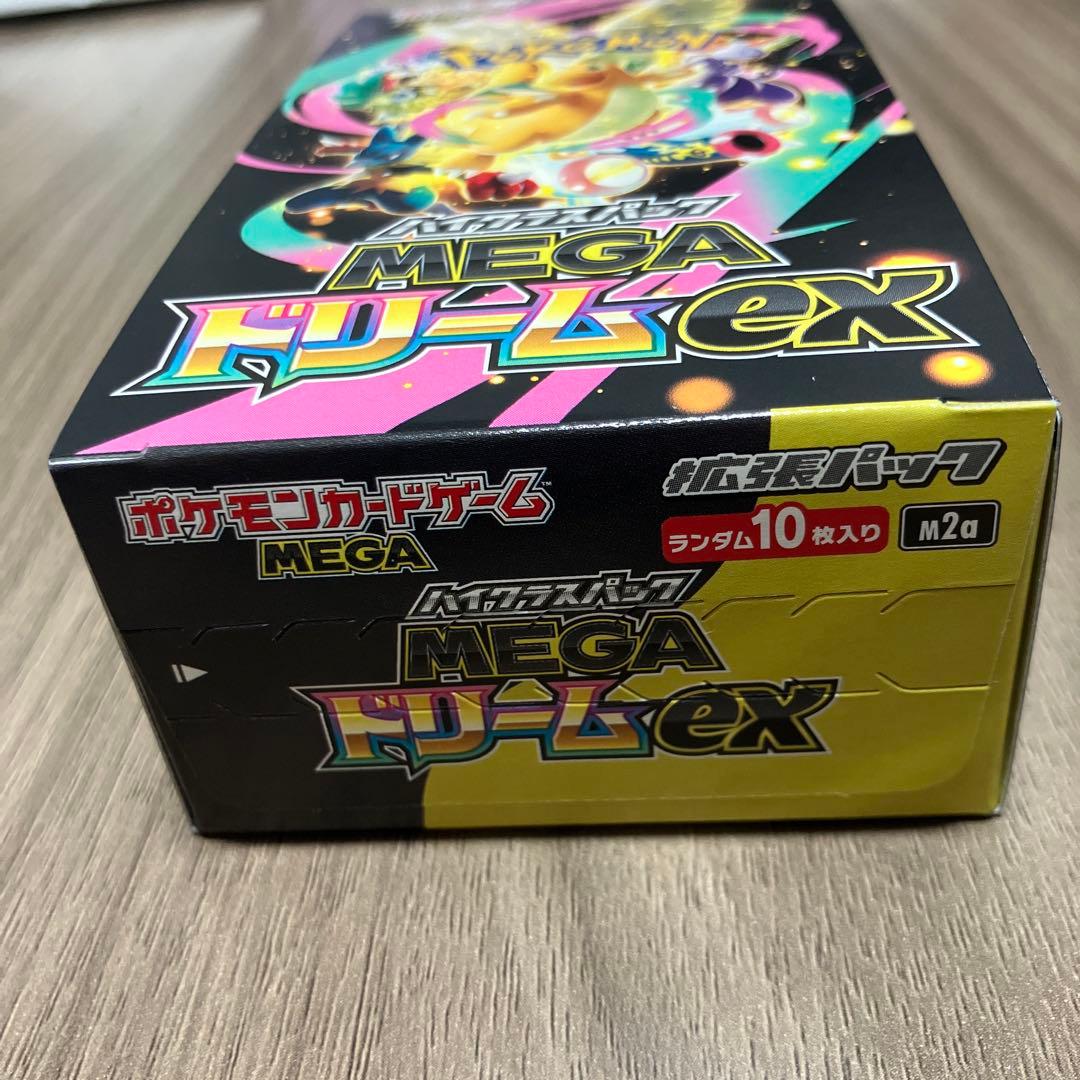 ハイクラスパック
MEGA
ドリームex
ポケモンカードゲーム™
MEGA
拡張パック
ランダム10枚入り
M2a
ハイクラスパック
MEGA
ドリームex